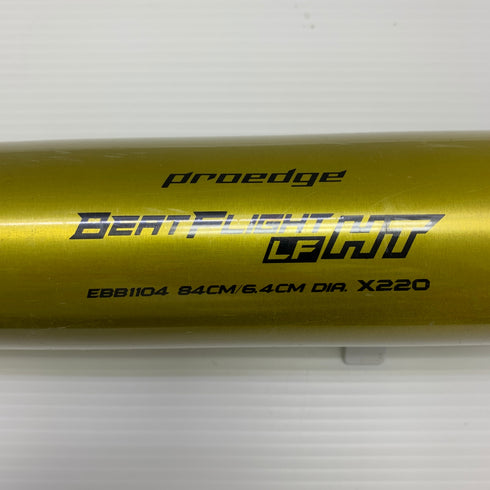 proedge
BEATFLIGHT
LF HT
EBB1104 84CM/6.4CM DIA. X220